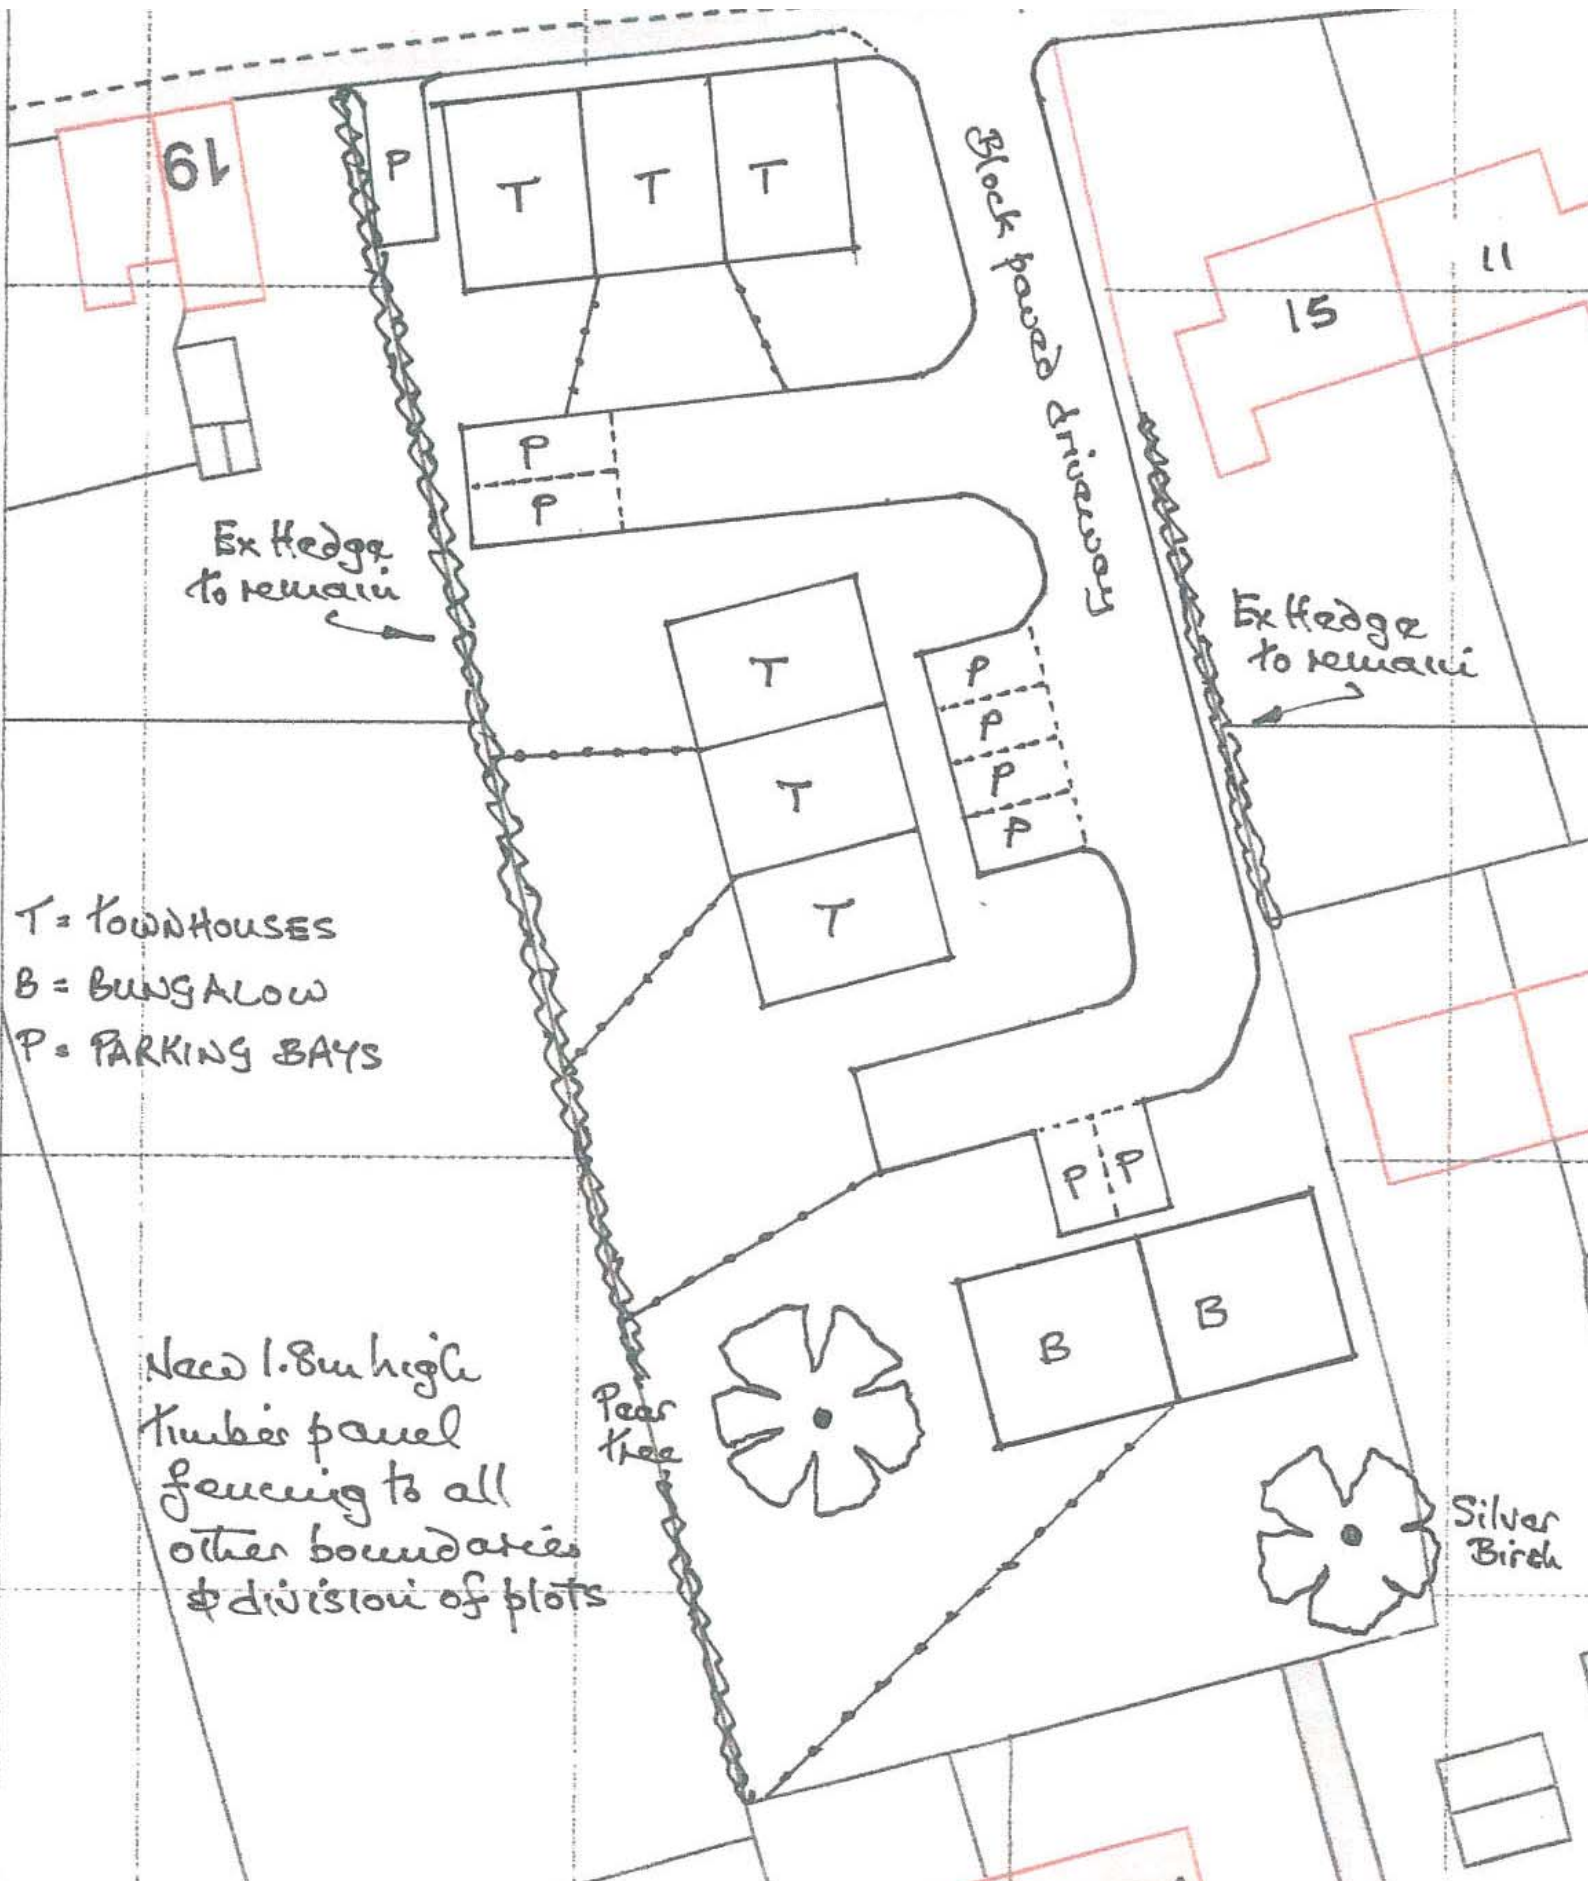 19
P
T
T
T
Block paved driveway
11
15
P
P
Ex Hedge
to remain
Ex Hedge
to remain
T
P
P
T
P
P
T
T = TOWNHOUSES
B = BUNGALOW
P = PARKING BAYS
P
P
B
B
New 1.8m high
timber panel
fencing to all
other boundaries
& division of plots
Pear
tree
Silver
Birch